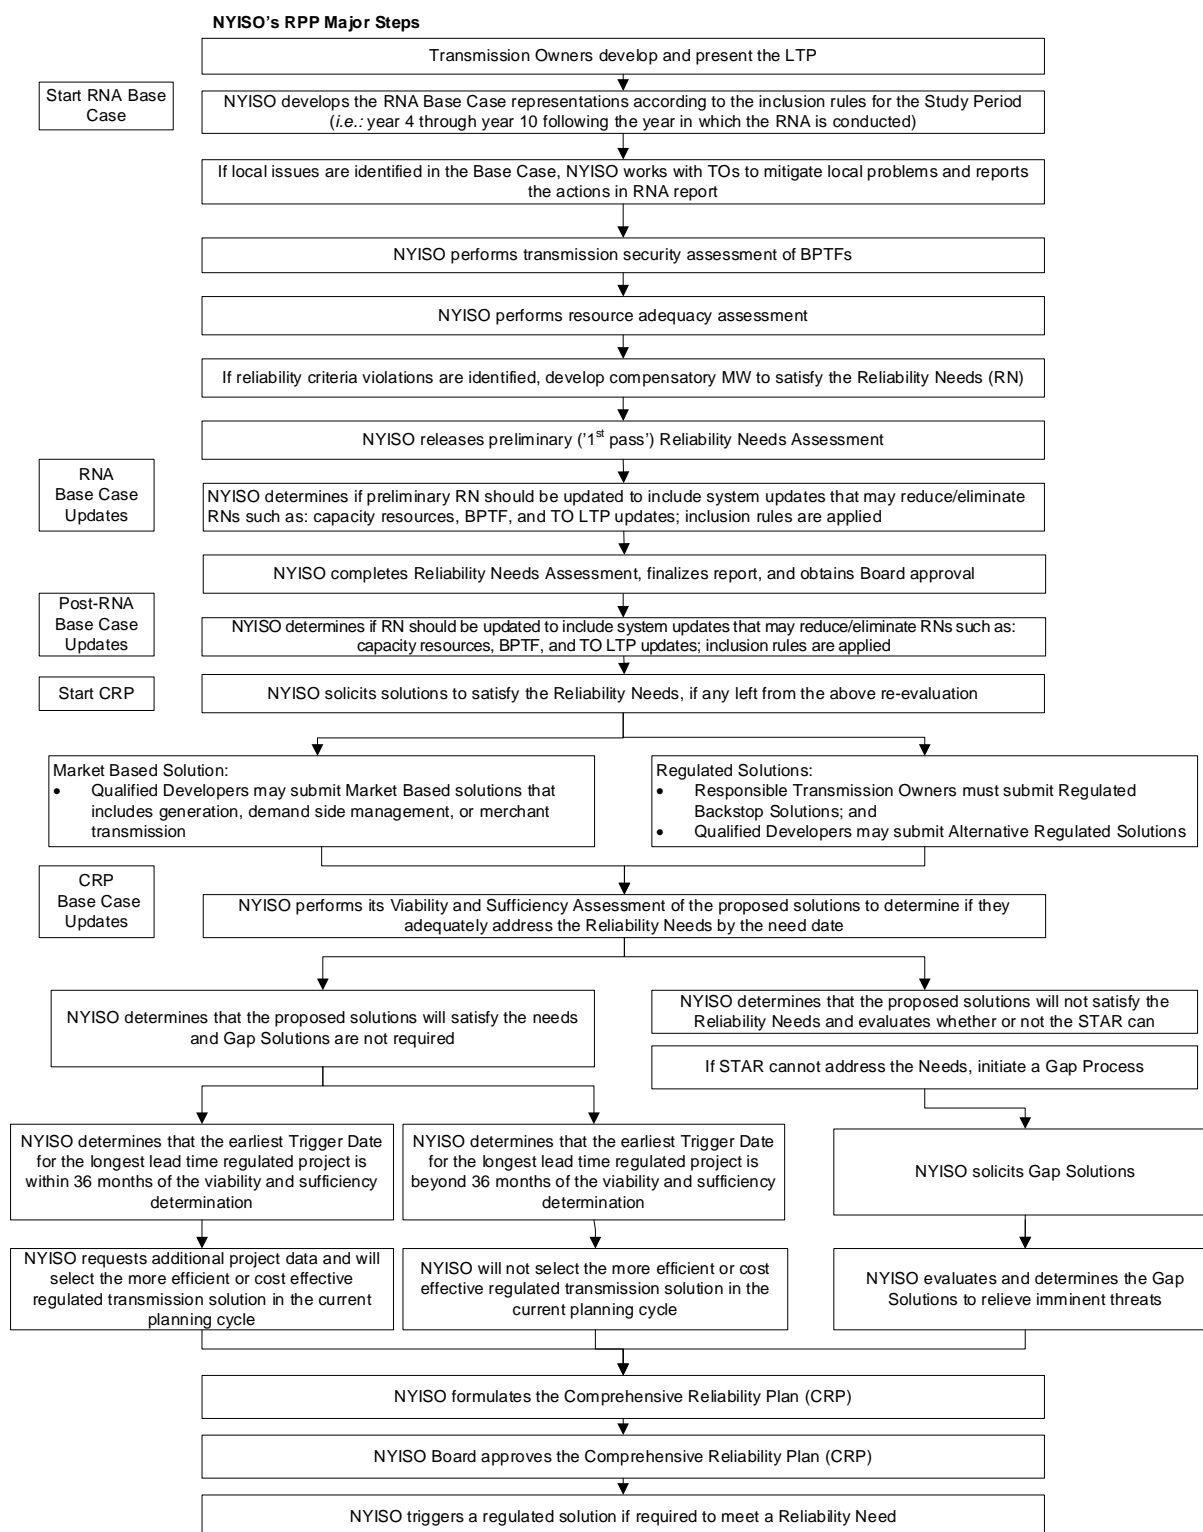 NYISO's RPP Major Steps
Transmission Owners develop and present the LTP
Start RNA Base
Case
NYISO develops the RNA Base Case representations according to the inclusion rules for the Study Period
(i.e.: year 4 through year 10 following the year in which the RNA is conducted)
If local issues are identified in the Base Case, NYISO works with TOs to mitigate local problems and reports
the actions in RNA report
NYISO performs transmission security assessment of BPTFs
NYISO performs resource adequacy assessment
If reliability criteria violations are identified, develop compensatory MW to satisfy the Reliability Needs (RN)
NYISO releases preliminary ('1st pass') Reliability Needs Assessment
RNA
Base Case
Updates
NYISO determines if preliminary RN should be updated to include system updates that may reduce/eliminate
RNs such as: capacity resources, BPTF, and TO LTP updates; inclusion rules are applied
NYISO completes Reliability Needs Assessment, finalizes report, and obtains Board approval
Post-RNA
Base Case
Updates
NYISO determines if RN should be updated to include system updates that may reduce/eliminate RNs such as:
capacity resources, BPTF, and TO LTP updates; inclusion rules are applied
Start CRP
NYISO solicits solutions to satisfy the Reliability Needs, if any left from the above re-evaluation
Market Based Solution:
• Qualified Developers may submit Market Based solutions that
includes generation, demand side management, or merchant
transmission
Regulated Solutions:
• Responsible Transmission Owners must submit Regulated
Backstop Solutions; and
• Qualified Developers may submit Alternative Regulated Solutions
CRP
Base Case
Updates
NYISO performs its Viability and Sufficiency Assessment of the proposed solutions to determine if they
adequately address the Reliability Needs by the need date
NYISO determines that the proposed solutions will satisfy the needs
and Gap Solutions are not required
NYISO determines that the proposed solutions will not satisfy the
Reliability Needs and evaluates whether or not the STAR can
If STAR cannot address the Needs, initiate a Gap Process
NYISO determines that the earliest Trigger Date
for the longest lead time regulated project is
within 36 months of the viability and sufficiency
determination
NYISO determines that the earliest Trigger Date
for the longest lead time regulated project is
beyond 36 months of the viability and sufficiency
determination
NYISO solicits Gap Solutions
NYISO requests additional project data and will
select the more efficient or cost effective
regulated transmission solution in the current
planning cycle
NYISO will not select the more efficient or cost
effective regulated transmission solution in the
current planning cycle
NYISO evaluates and determines the Gap
Solutions to relieve imminent threats
NYISO formulates the Comprehensive Reliability Plan (CRP)
NYISO Board approves the Comprehensive Reliability Plan (CRP)
NYISO triggers a regulated solution if required to meet a Reliability Need